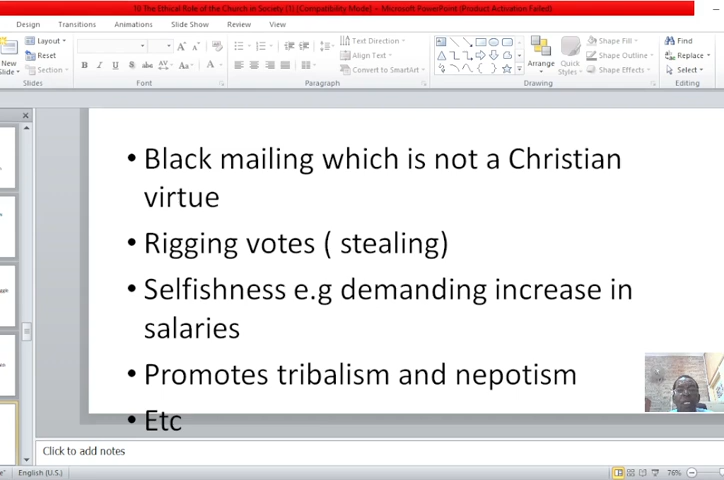 10 The Ethical Role of the Church in Society (1) [Compatibility Mode] - Microsoft PowerPoint (Product Activation Failed)
Design Transitions Animations Slide Show Review View
New Slide
Layout
Reset
Section
Slides
B I U S abc AV Aa A
Font
Paragraph
Text Direction
Align Text
Convert to SmartArt
Arrange
Quick Styles
Shape Fill
Shape Outline
Shape Effects
Drawing
Find
Replace
Select
Editing
• Black mailing which is not a Christian
virtue
• Rigging votes ( stealing)
• Selfishness e.g demanding increase in
salaries
• Promotes tribalism and nepotism
• Etc
Click to add notes
English (U.S.)
76%